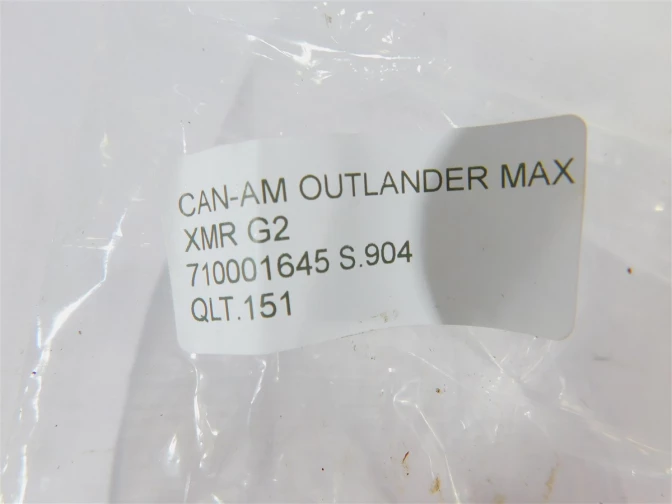 CAN-AM OUTLANDER MAX
XMR G2
710001645 S.904
QLT.151